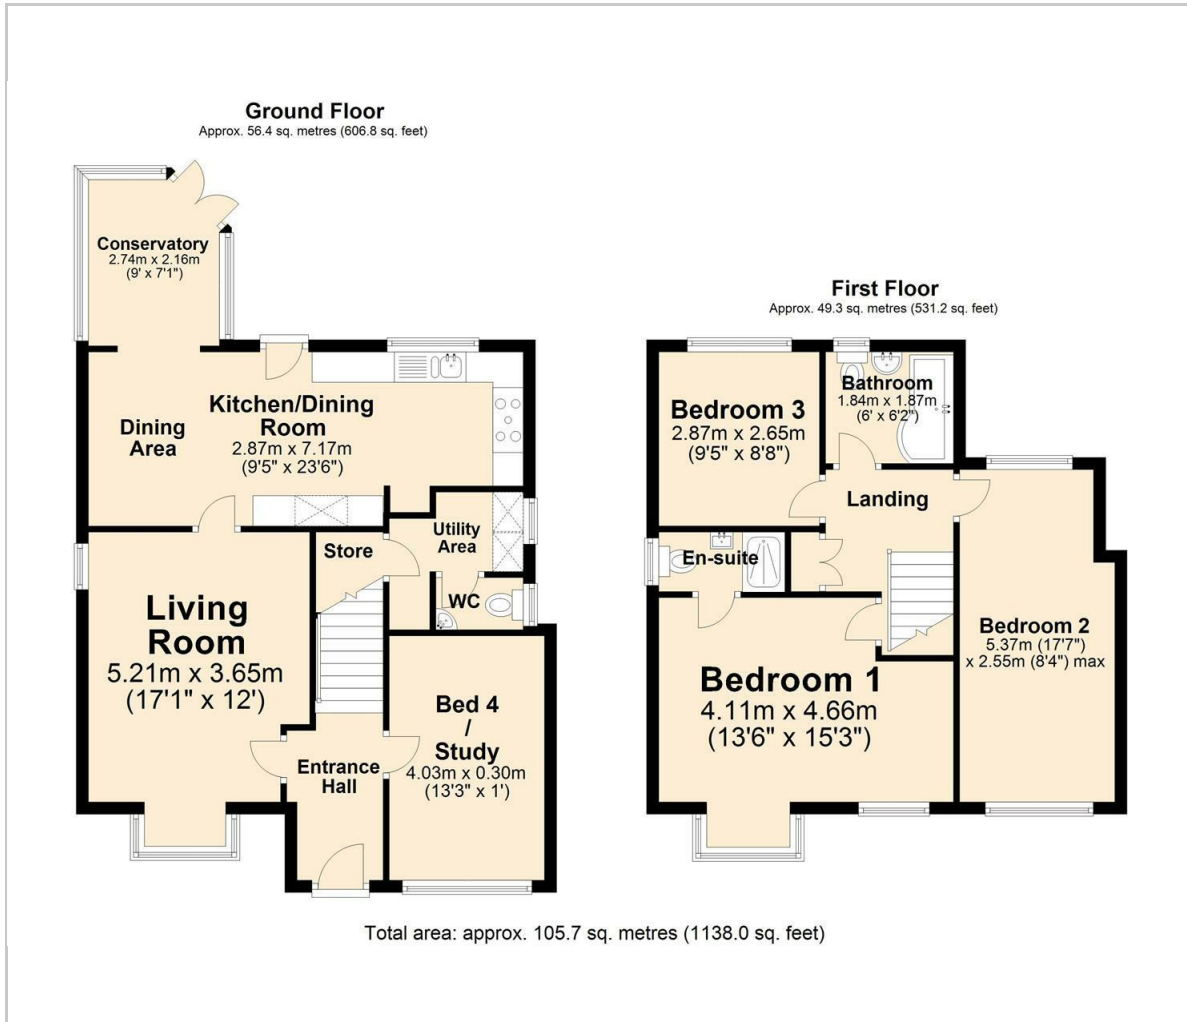 Ground Floor
Approx. 56.4 sq. metres (606.8 sq. feet)
Conservatory
2.74m x 2.16m
(9' x 7'1")
Kitchen/Dining
Room
2.87m x 7.17m
(9'5" x 23'6")
Dining
Area
Utility
Area
Store
WC
Living
Room
5.21m x 3.65m
(17'1" x 12')
Bed 4
/
Study
4.03m x 0.30m
(13'3" x 1')
Entrance
Hall
First Floor
Approx. 49.3 sq. metres (531.2 sq. feet)
Bedroom 3
2.87m x 2.65m
(9'5" x 8'8")
Bathroom
1.84m x 1.87m
(6' x 6'2")
Landing
En-suite
Bedroom 2
5.37m (17'7")
x 2.55m (8'4") max
Bedroom 1
4.11m x 4.66m
(13'6" x 15'3")
Total area: approx. 105.7 sq. metres (1138.0 sq. feet)